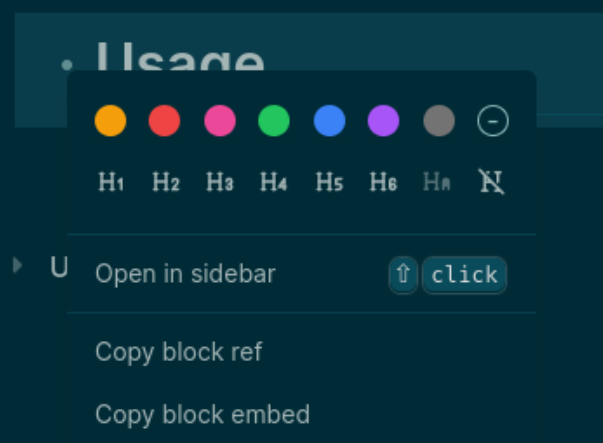 Usage
H1 H2 H3 H4 H5 H6 HA H
U
Open in sidebar ⇧ click
Copy block ref
Copy block embed